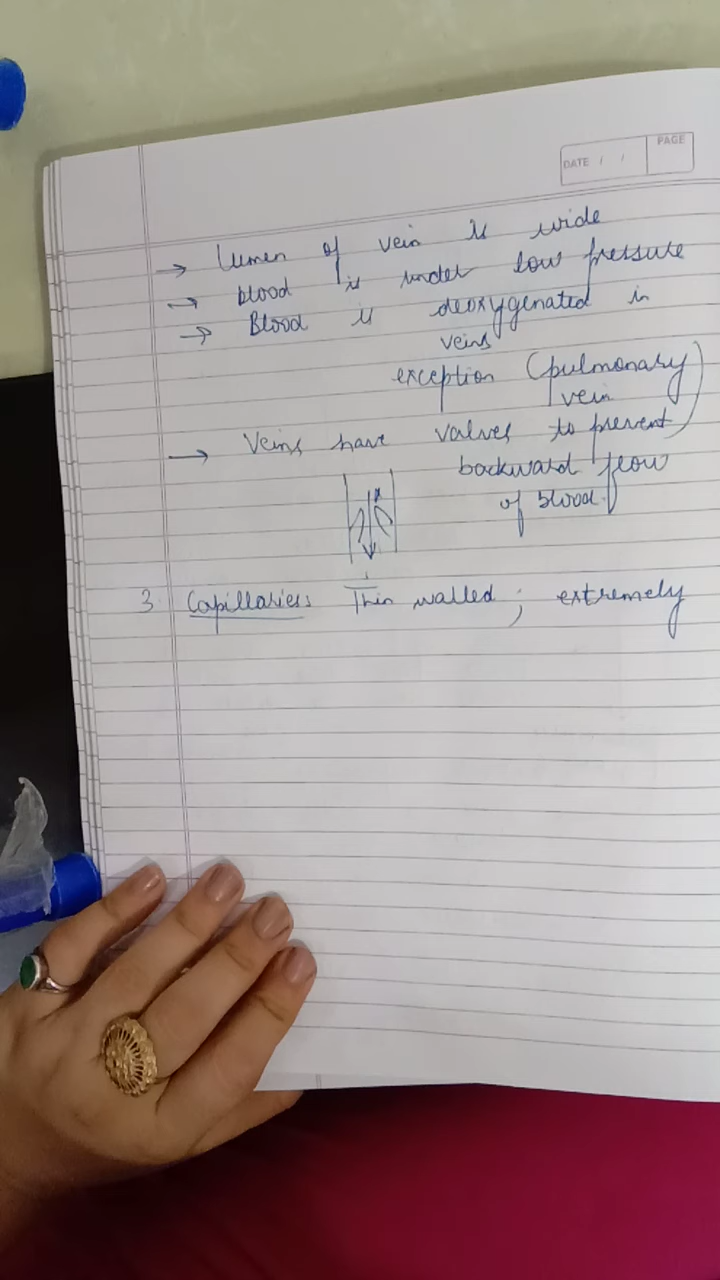 PAGE
DATE / /
→ Lumen of vein is wide
→ blood is under low pressure
→ Blood is deoxygenated in
veins
exception (pulmonary
vein)
→ Veins have valves to prevent
backward flow
of blood.
3. Capillaries: Thin walled; extremely